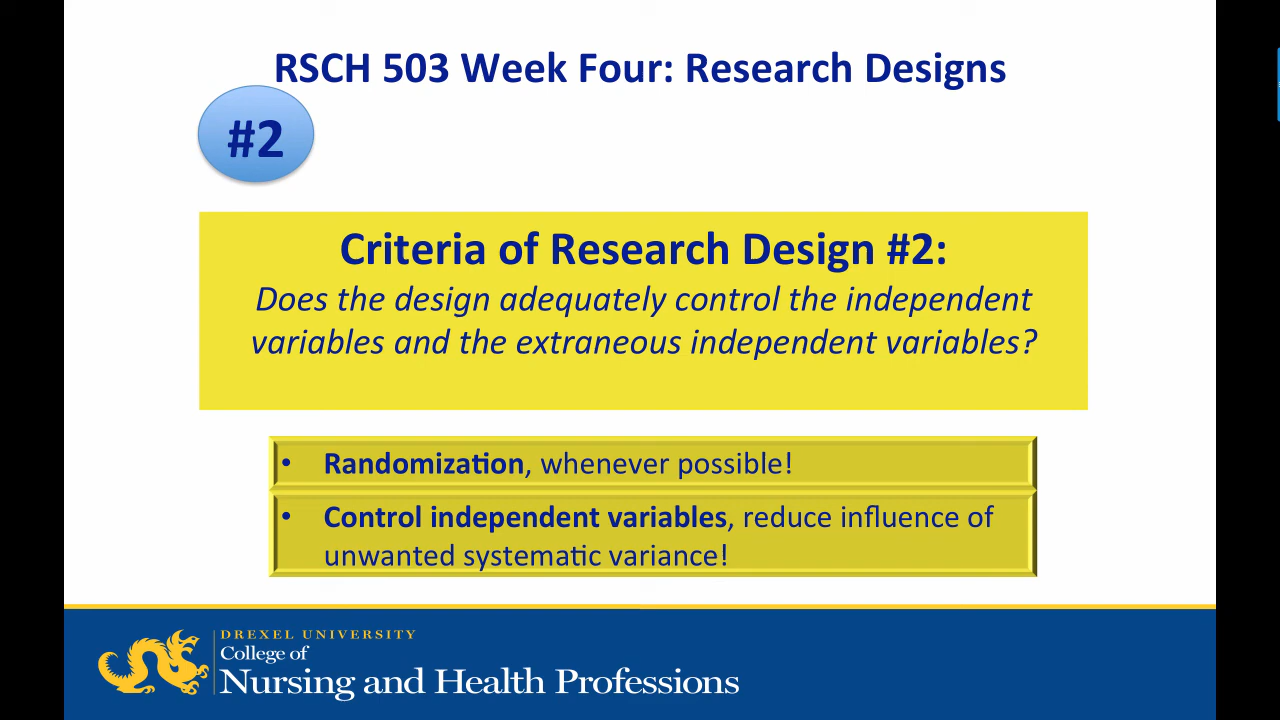 RSCH 503 Week Four: Research Designs
#2
Criteria of Research Design #2:
Does the design adequately control the independent
variables and the extraneous independent variables?
• Randomization, whenever possible!
• Control independent variables, reduce influence of
unwanted systematic variance!
DREXEL UNIVERSITY
College of
Nursing and Health Professions